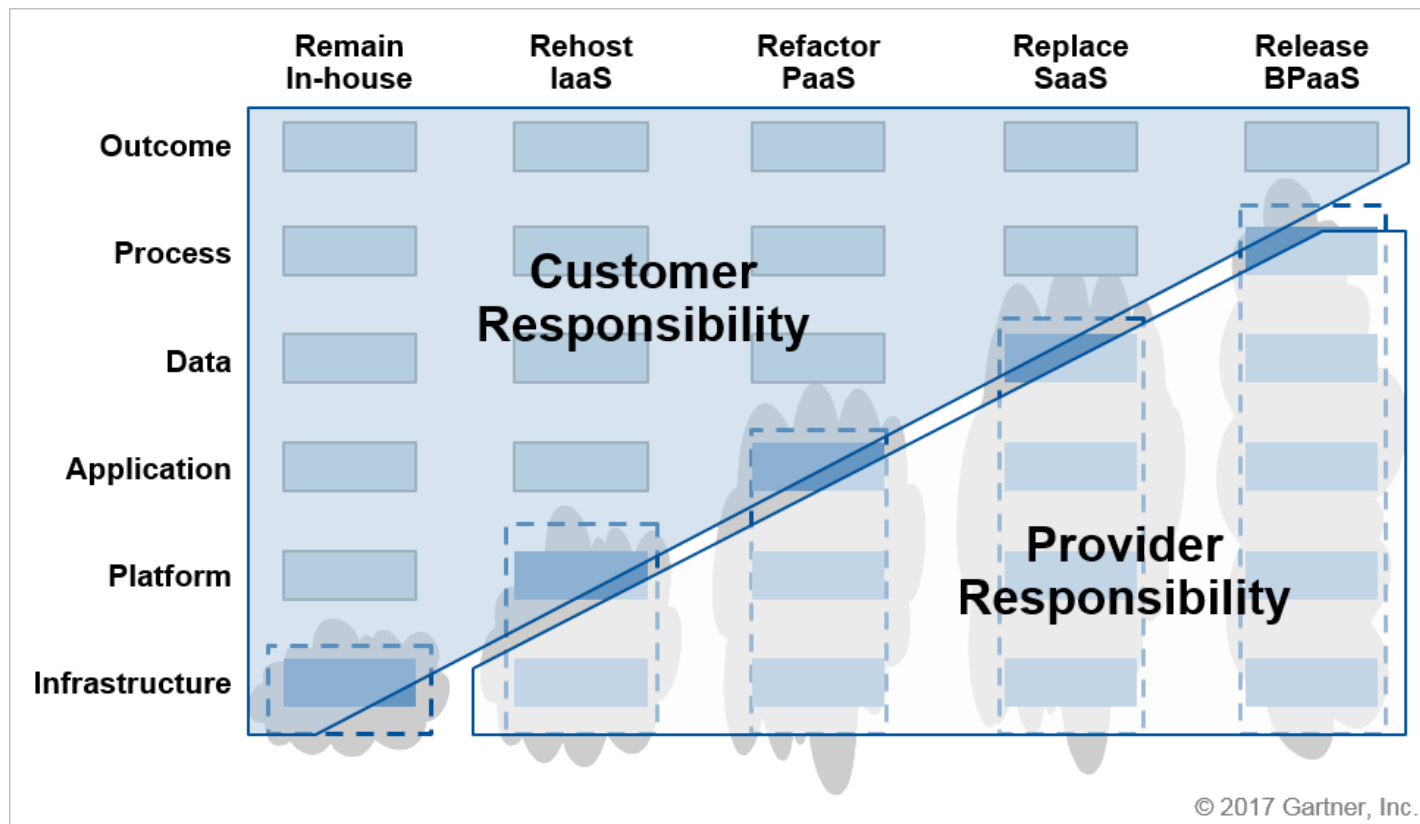 Remain
In-house
Rehost
IaaS
Refactor
PaaS
Replace
SaaS
Release
BPaaS
Outcome
Process
Customer
Responsibility
Data
Application
Platform
Provider
Responsibility
Infrastructure
© 2017 Gartner, Inc.